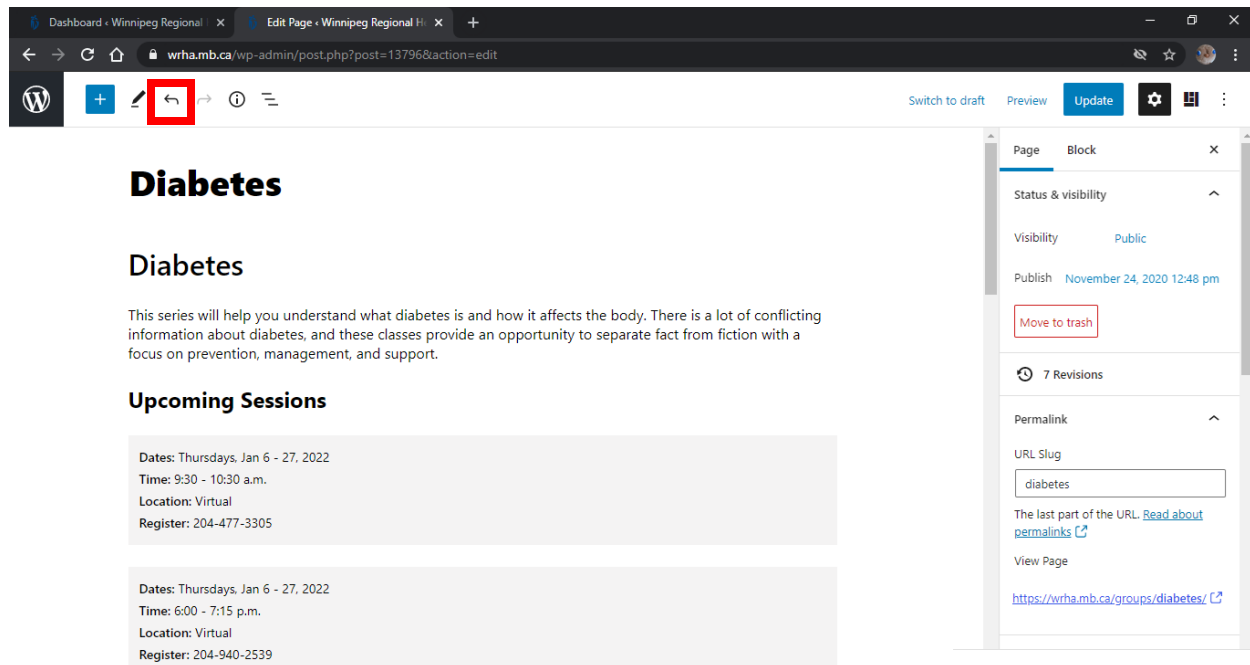 Dashboard ‹ Winnipeg Regional
Edit Page ‹ Winnipeg Regional H
wrha.mb.ca/wp-admin/post.php?post=13796&action=edit
Switch to draft
Preview
Update
Diabetes
Diabetes
This series will help you understand what diabetes is and how it affects the body. There is a lot of conflicting
information about diabetes, and these classes provide an opportunity to separate fact from fiction with a
focus on prevention, management, and support.
Upcoming Sessions
Dates: Thursdays, Jan 6 - 27, 2022
Time: 9:30 - 10:30 a.m.
Location: Virtual
Register: 204-477-3305
Dates: Thursdays, Jan 6 - 27, 2022
Time: 6:00 - 7:15 p.m.
Location: Virtual
Register: 204-940-2539
Page Block
Status & visibility
Visibility Public
Publish November 24, 2020 12:48 pm
Move to trash
7 Revisions
Permalink
URL Slug
diabetes
The last part of the URL. Read about
permalinks
View Page
https://wrha.mb.ca/groups/diabetes/